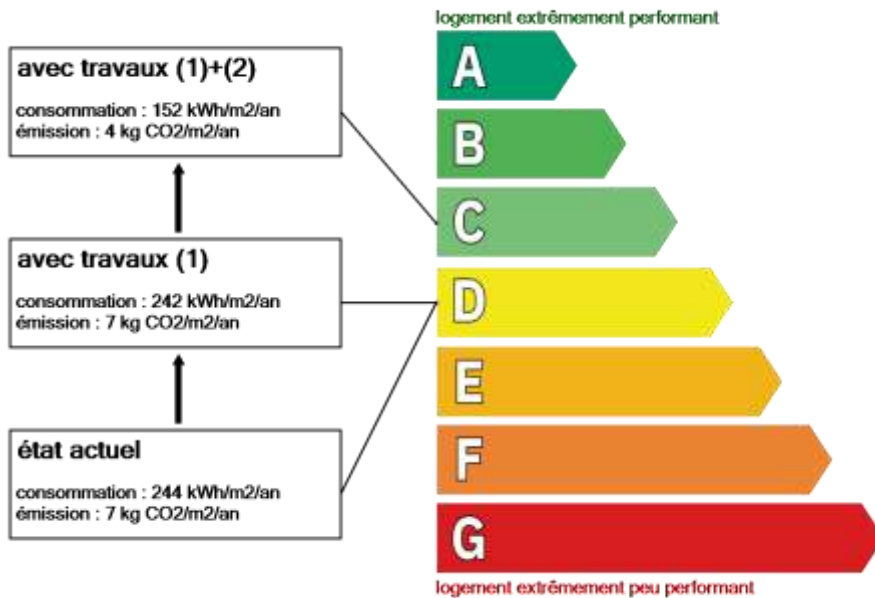 logement extrêmement performant
A
B
C
D
E
F
G
logement extrêmement peu performant
avec travaux (1)+(2)
consommation : 152 kWh/m2/an
émission : 4 kg CO2/m2/an
avec travaux (1)
consommation : 242 kWh/m2/an
émission : 7 kg CO2/m2/an
état actuel
consommation : 244 kWh/m2/an
émission : 7 kg CO2/m2/an